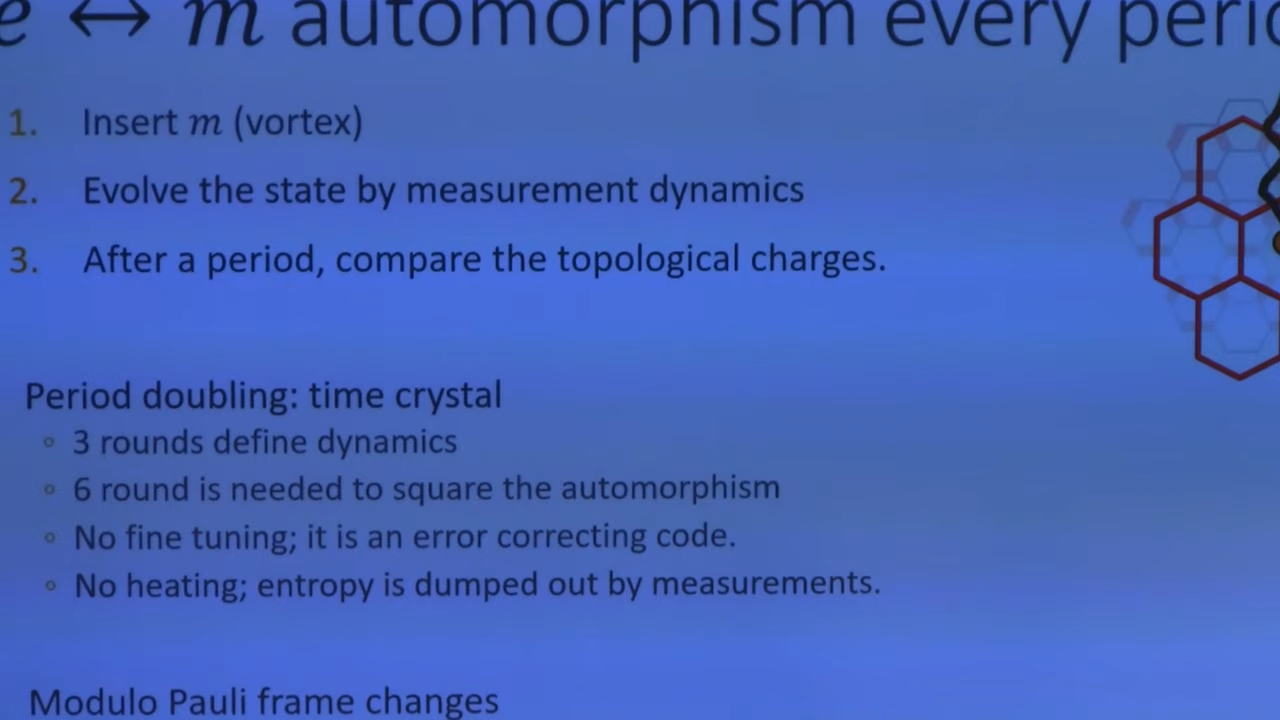 e ↔ m automorphism every
1. Insert m (vortex)
2. Evolve the state by measurement dynamics
3. After a period, compare the topological charges.
Period doubling: time crystal
◦ 3 rounds define dynamics
◦ 6 round is needed to square the automorphism
◦ No fine tuning; it is an error correcting code.
◦ No heating; entropy is dumped out by measurements.
Modulo Pauli frame changes